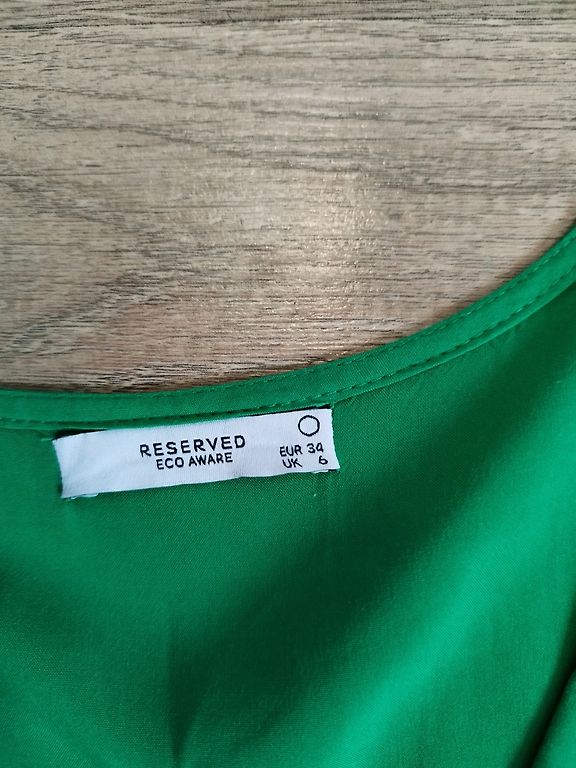 RESERVED
ECO AWARE
EUR 34
UK 6